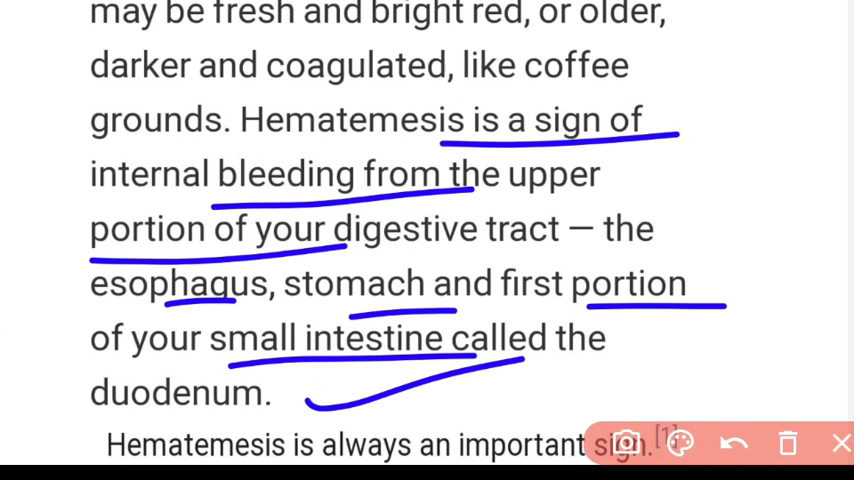 may be fresh and bright red, or older,
darker and coagulated, like coffee
grounds. Hematemesis is a sign of
internal bleeding from the upper
portion of your digestive tract — the
esophagus, stomach and first portion
of your small intestine called the
duodenum.
Hematemesis is always an important sign.[1]